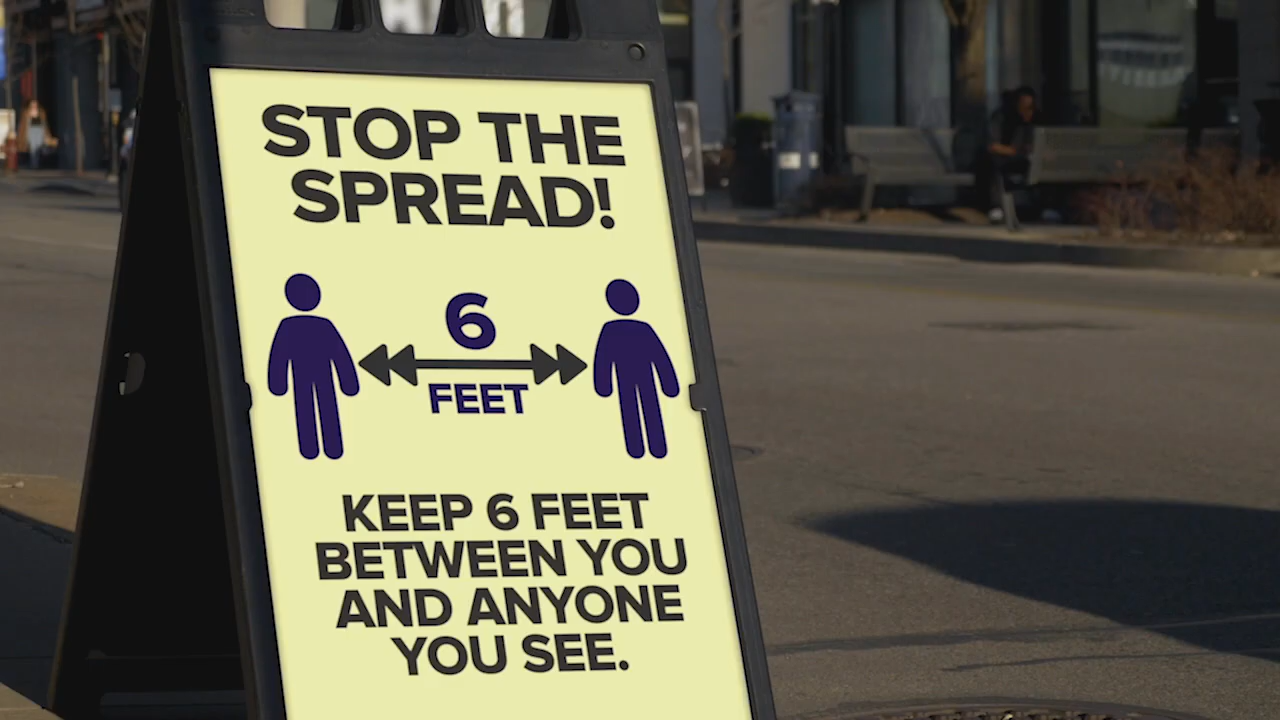 STOP THE
SPREAD!
6
FEET
KEEP 6 FEET
BETWEEN YOU
AND ANYONE
YOU SEE.